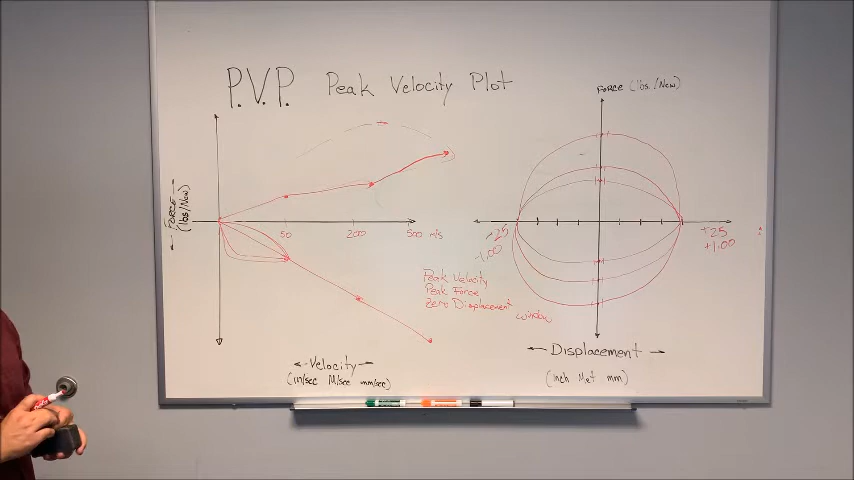 P.V.P. Peak Velocity Plot
Force
(lbs/New)
50
200
500 m/s
Peak Velocity
Peak Force
Zero Displacement
window
Velocity
(in/sec M/sec mm/sec)
Force (lbs./New)
-.25
-1.00
+.25
+1.00
Displacement
(inch Met mm)